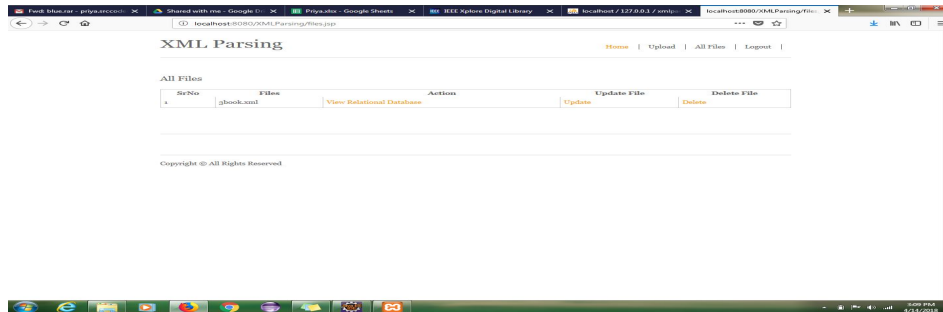 Fwd: blue.rar - priya.srccode
Shared with me - Google Dri
Priya.xlsx - Google Sheets
IEEE Xplore Digital Library
localhost / 127.0.0.1 / xmlpa
localhost:8080/XMLParsing/files.
localhost:8080/XMLParsing/files.jsp
XML Parsing
Home | Upload | All Files | Logout |
All Files
SrNo Files Action Update File Delete File
1 3book.xml View Relational Database Update Delete
Copyright © All Rights Reserved
5:09 PM
4/14/2018